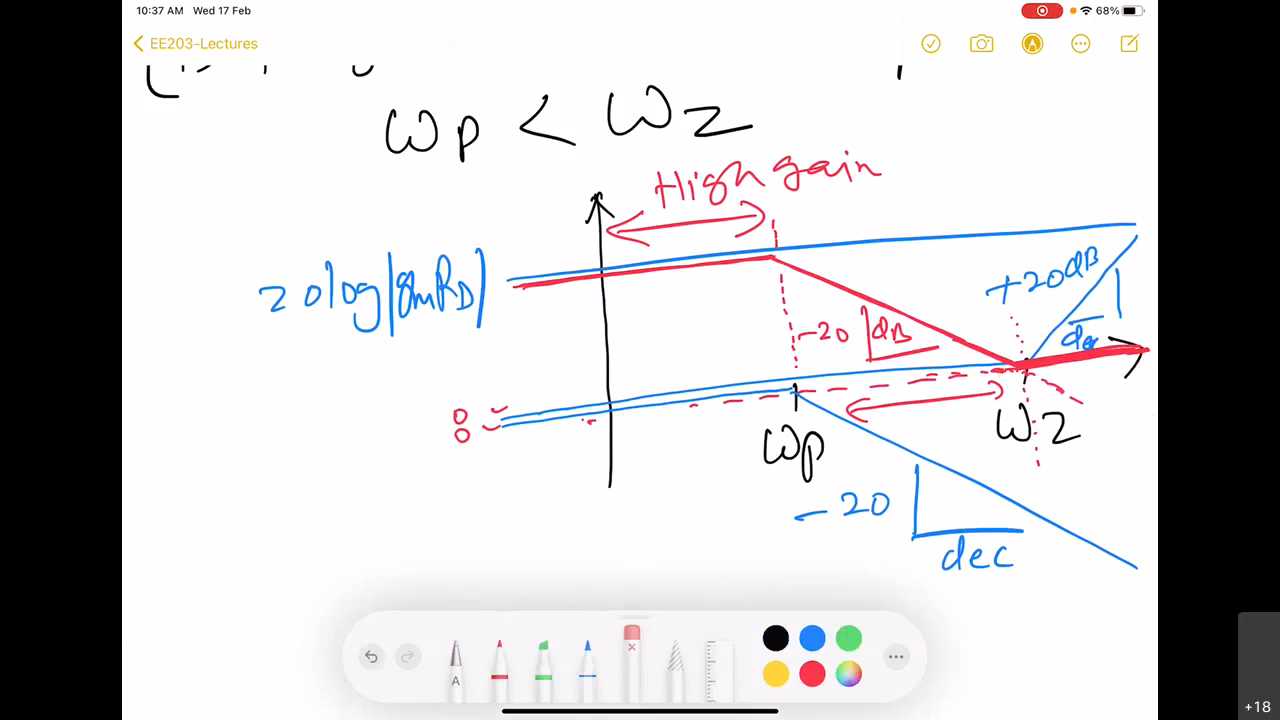 10:37 AM Wed 17 Feb
68%
EE203-Lectures
ωp < ωz
High gain
20log|gmRD|
+20dB
dec
-20 dB
ωp
ωz
-20
dec
A
+18